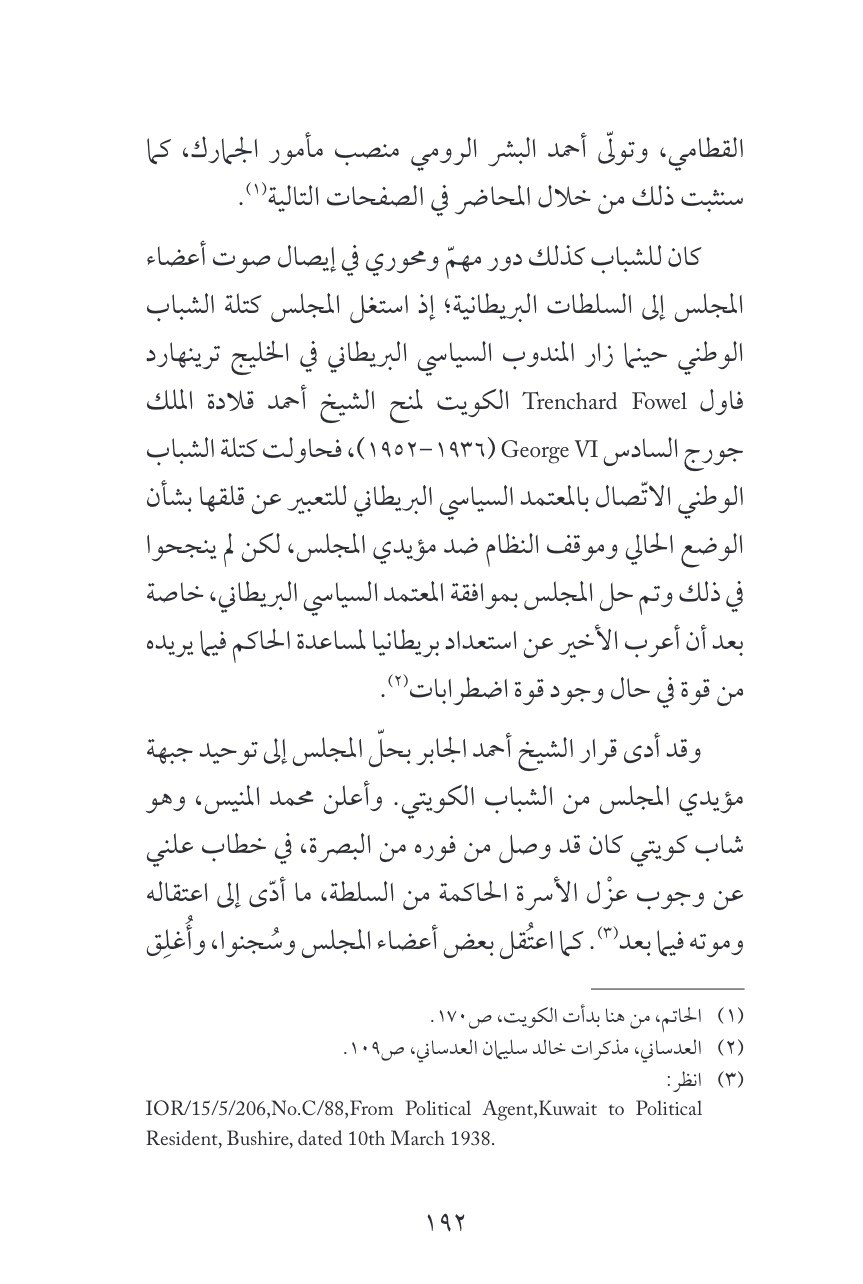 القطامي، وتولّى أحمد البشر الرومي منصب مأمور الجمارك، كما
سنثبت ذلك من خلال المحاضر في الصفحات التالية(١).
كان للشباب كذلك دور مهمّ ومحوري في إيصال صوت أعضاء
المجلس إلى السلطات البريطانية؛ إذ استغل المجلس كتلة الشباب
الوطني حينما زار المندوب السياسي البريطاني في الخليج ترينهارد
فاول Trenchard Fowel الكويت لمنح الشيخ أحمد قلادة الملك
جورج السادس George VI (١٩٣٦–١٩٥٢)، فحاولت كتلة الشباب
الوطني الاتّصال بالمعتمد السياسي البريطاني للتعبير عن قلقها بشأن
الوضع الحالي وموقف النظام ضد مؤيدي المجلس، لكن لم ينجحوا
في ذلك وتم حل المجلس بموافقة المعتمد السياسي البريطاني، خاصة
بعد أن أعرب الأخير عن استعداد بريطانيا لمساعدة الحاكم فيما يريده
من قوة في حال وجود قوة اضطرابات(٢).
وقد أدى قرار الشيخ أحمد الجابر بحلّ المجلس إلى توحيد جبهة
مؤيدي المجلس من الشباب الكويتي. وأعلن محمد المنيس، وهو
شاب كويتي كان قد وصل من فوره من البصرة، في خطاب علني
عن وجوب عزْل الأسرة الحاكمة من السلطة، ما أدّى إلى اعتقاله
وموته فيما بعد(٣). كما اعتُقل بعض أعضاء المجلس وسُجنوا، وأُغلِق
(١) الحاتم، من هنا بدأت الكويت، ص١٧٠.
(٢) العدساني، مذكرات خالد سليمان العدساني، ص١٠٩.
(٣) انظر:
IOR/15/5/206,No.C/88,From Political Agent,Kuwait to Political
Resident, Bushire, dated 10th March 1938.
١٩٢